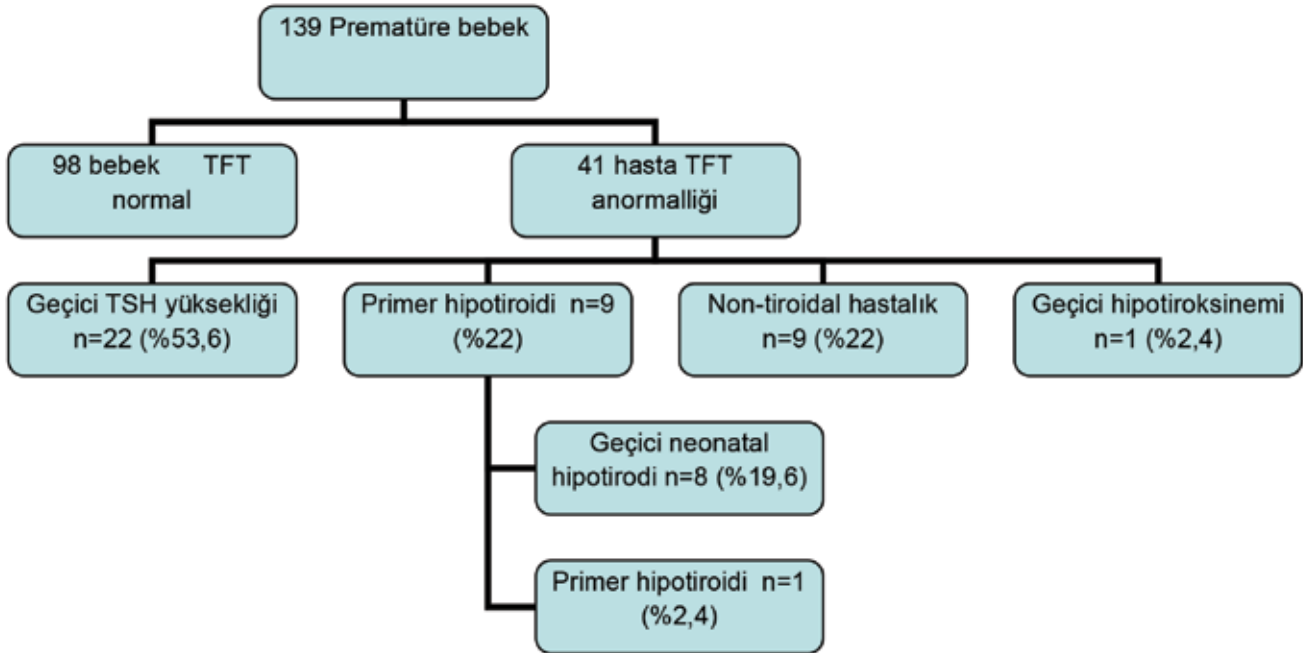 139 Prematüre bebek
98 bebek TFT
normal
41 hasta TFT
anormalliği
Geçici TSH yüksekliği
n=22 (%53,6)
Primer hipotiroidi n=9
(%22)
Non-tiroidal hastalık
n=9 (%22)
Geçici hipotiroksinemi
n=1 (%2,4)
Geçici neonatal
hipotirodi n=8 (%19,6)
Primer hipotiroidi n=1
(%2,4)